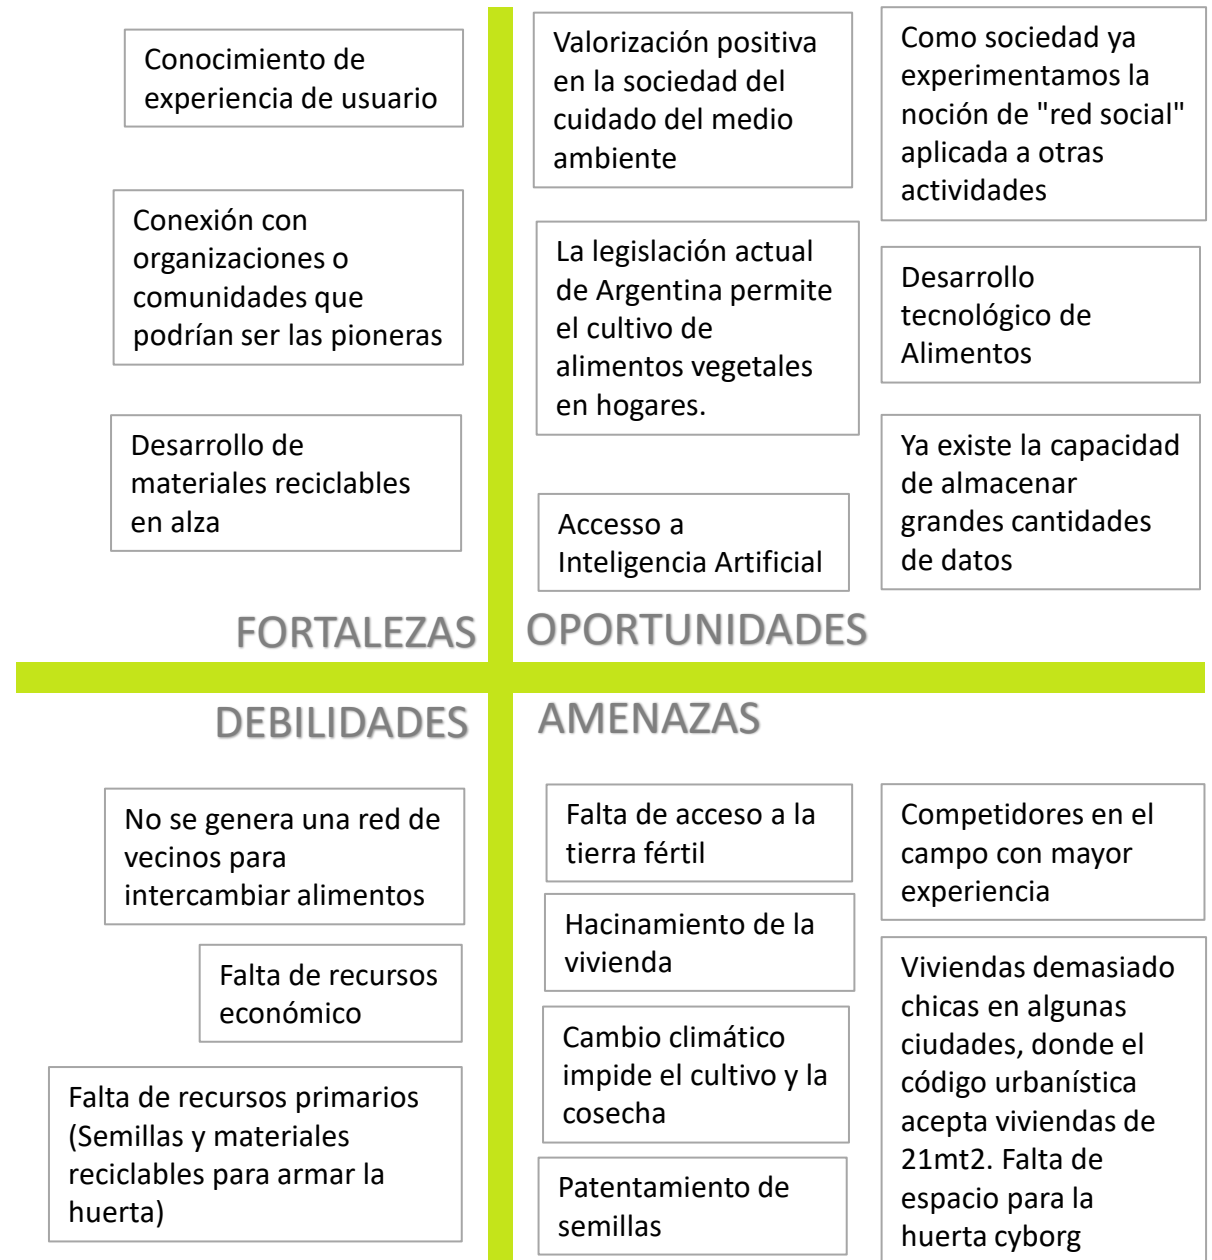 Conocimiento de
experiencia de usuario
Conexión con
organizaciones o
comunidades que
podrían ser las pioneras
Desarrollo de
materiales reciclables
en alza
FORTALEZAS
Valorización positiva
en la sociedad del
cuidado del medio
ambiente
La legislación actual
de Argentina permite
el cultivo de
alimentos vegetales
en hogares.
Accesso a
Inteligencia Artificial
Como sociedad ya
experimentamos la
noción de "red social"
aplicada a otras
actividades
Desarrollo
tecnológico de
Alimentos
Ya existe la capacidad
de almacenar
grandes cantidades
de datos
OPORTUNIDADES
DEBILIDADES
No se genera una red de
vecinos para
intercambiar alimentos
Falta de recursos
económico
Falta de recursos primarios
(Semillas y materiales
reciclables para armar la
huerta)
AMENAZAS
Falta de acceso a la
tierra fértil
Hacinamiento de la
vivienda
Cambio climático
impide el cultivo y la
cosecha
Patentamiento de
semillas
Competidores en el
campo con mayor
experiencia
Viviendas demasiado
chicas en algunas
ciudades, donde el
código urbanística
acepta viviendas de
21mt2. Falta de
espacio para la
huerta cyborg